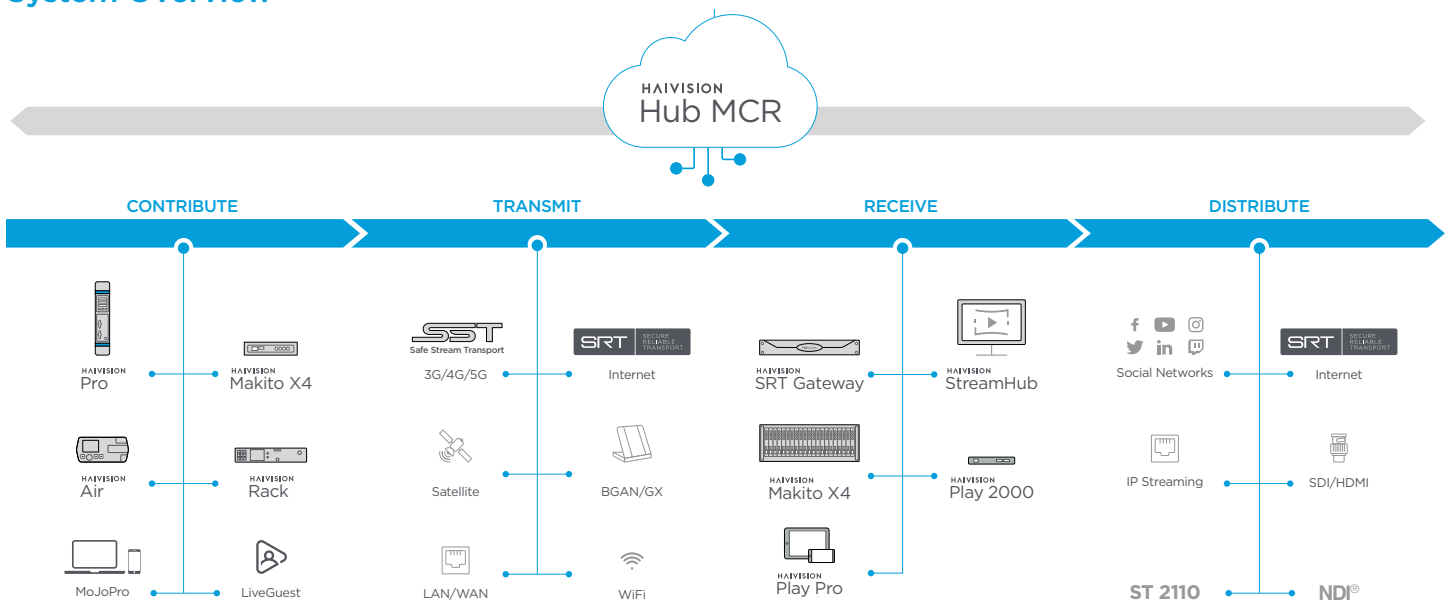 System Overview
HAIVISION
Hub MCR
CONTRIBUTE
TRANSMIT
RECEIVE
DISTRIBUTE
HAIVISION
Pro
HAIVISION
Makito X4
HAIVISION
Air
HAIVISION
Rack
MoJoPro
LiveGuest
SST
Safe Stream Transport
3G/4G/5G
SRT
SECURE
RELIABLE
TRANSPORT
Internet
Satellite
BGAN/GX
LAN/WAN
WiFi
HAIVISION
SRT Gateway
HAIVISION
StreamHub
HAIVISION
Makito X4
HAIVISION
Play 2000
HAIVISION
Play Pro
Social Networks
SRT
SECURE
RELIABLE
TRANSPORT
Internet
IP Streaming
SDI/HDMI
ST 2110
NDI®